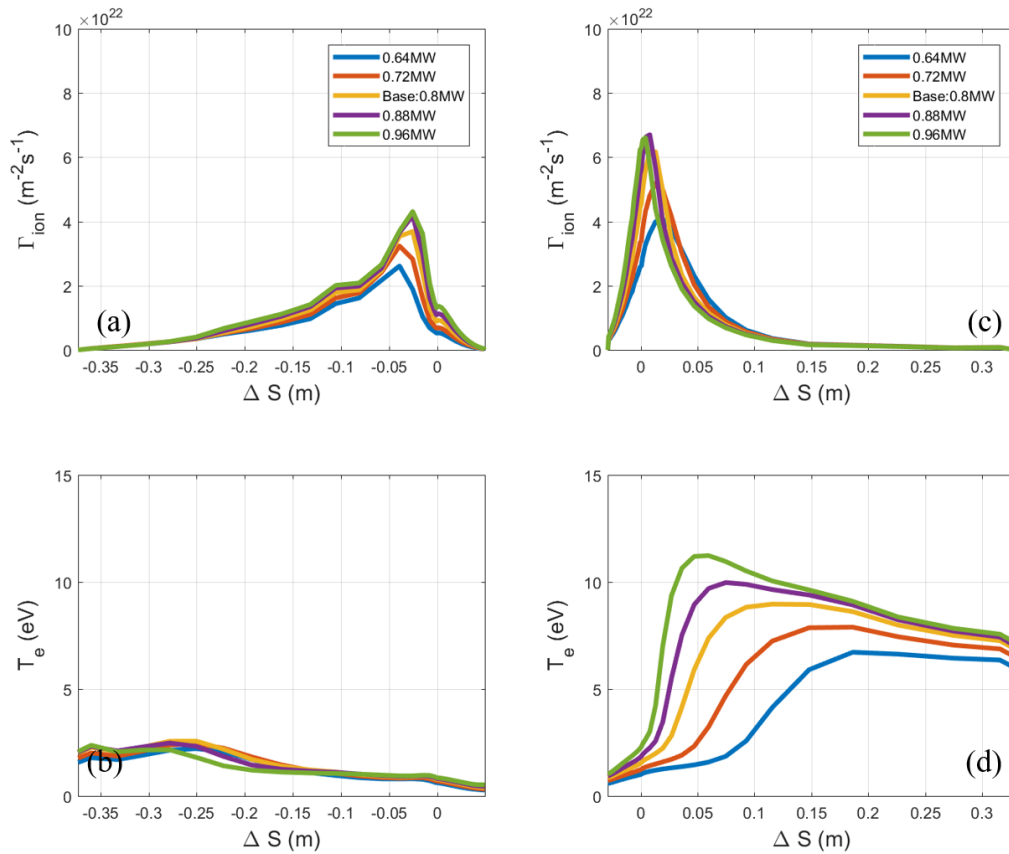 ×10^22
10
8
6
4
2
0
Γ_ion (m^-2 s^-1)
0.64MW
0.72MW
Base:0.8MW
0.88MW
0.96MW
(a)
-0.35 -0.3 -0.25 -0.2 -0.15 -0.1 -0.05 0
Δ S (m)
×10^22
10
8
6
4
2
0
Γ_ion (m^-2 s^-1)
0.64MW
0.72MW
Base:0.8MW
0.88MW
0.96MW
(c)
0 0.05 0.1 0.15 0.2 0.25 0.3
Δ S (m)
15
10
5
0
T_e (eV)
(b)
-0.35 -0.3 -0.25 -0.2 -0.15 -0.1 -0.05 0
Δ S (m)
15
10
5
0
T_e (eV)
(d)
0 0.05 0.1 0.15 0.2 0.25 0.3
Δ S (m)